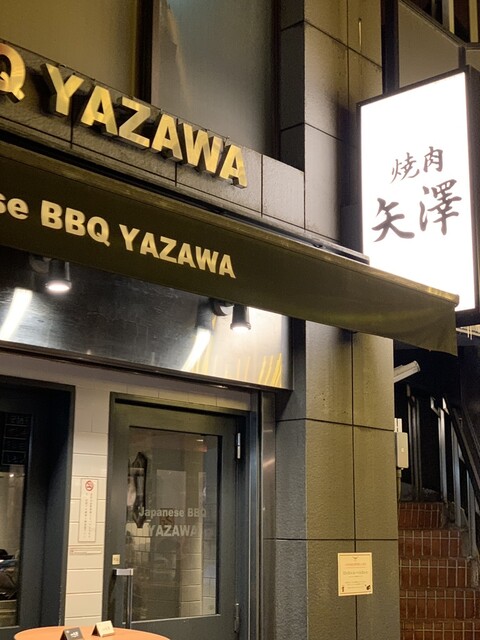 Q YAZAWA
焼肉
矢澤
se BBQ YAZAWA
Japanese BBQ
YAZAWA